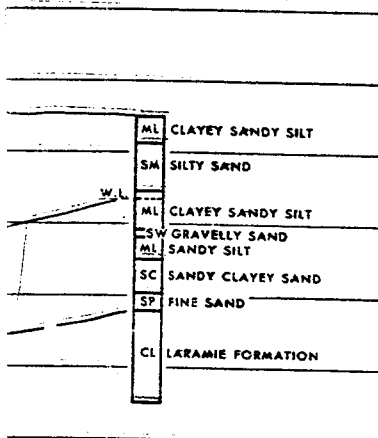 ML CLAYEY SANDY SILT
SM SILTY SAND
W.L.
ML CLAYEY SANDY SILT
SW GRAVELLY SAND
ML SANDY SILT
SC SANDY CLAYEY SAND
SP FINE SAND
CL LARAMIE FORMATION